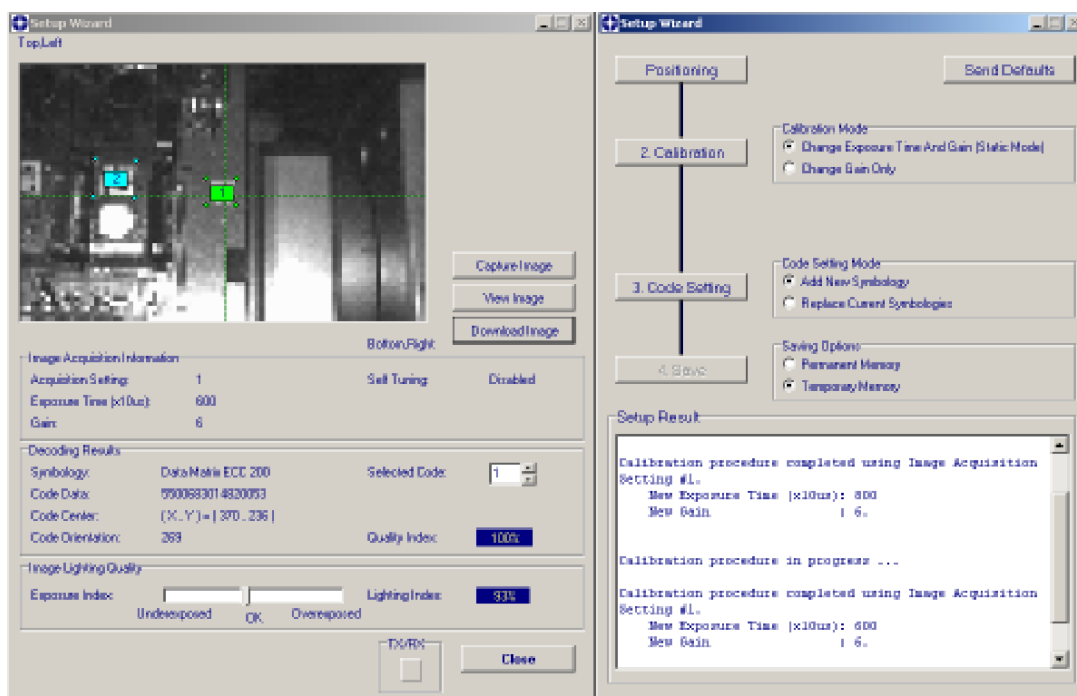 Setup Wizard
Top,Left
2
1
Capture Image
View Image
Download Image
Bottom,Right
Image Acquisition Information
Acquisition Setting: 1 Self Tuning: Disabled
Exposure Time (x10us): 600
Gain: 6
Decoding Results
Symbology: Data Matrix ECC 200 Selected Code: 1
Code Data: 5500683014820053
Code Center: (X_Y) = ( 370 . 236 )
Code Orientation: 269 Quality Index: 100%
Image Lighting Quality
Exposure Index: Lighting Index: 93%
Underexposed OK Overexposed
TX/RX
Close
Setup Wizard
Positioning Send Defaults
2. Calibration
Calibration Mode
Change Exposure Time And Gain (Static Mode)
Change Gain Only
3. Code Setting
Code Setting Mode
Add New Symbology
Replace Current Symbologies
4. Save
Saving Options
Permanent Memory
Temporary Memory
Setup Result
Calibration procedure completed using Image Acquisition
Setting #1.
New Exposure Time (x10us): 800
New Gain : 6.
Calibration procedure in progress ...
Calibration procedure completed using Image Acquisition
Setting #1.
New Exposure Time (x10us): 600
New Gain : 6.